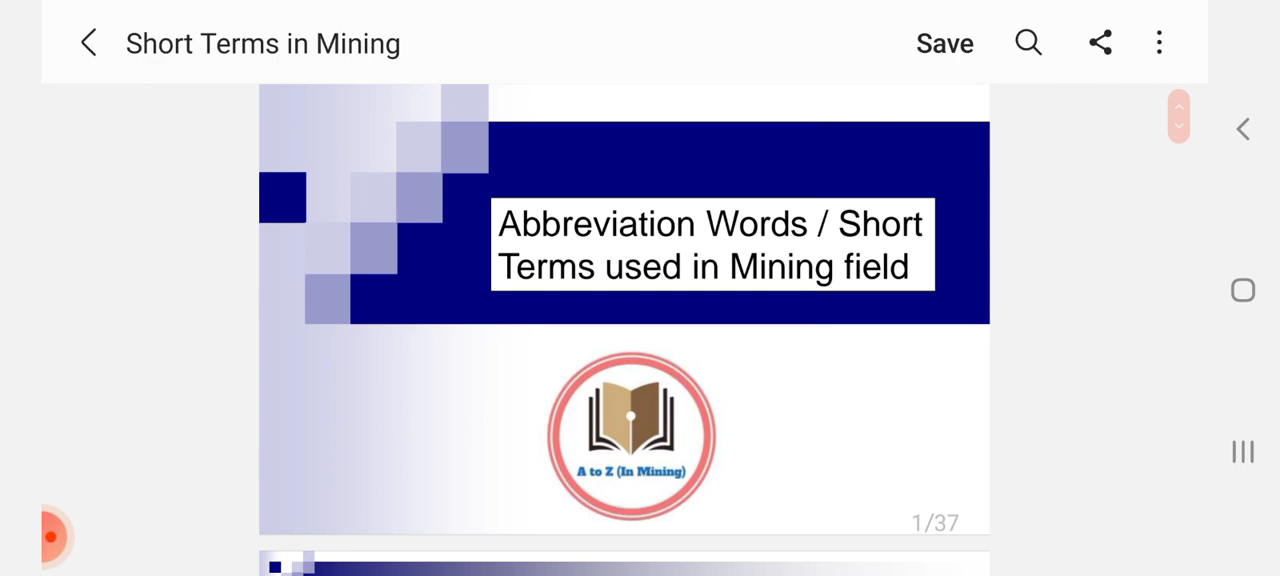 Short Terms in Mining
Save
Abbreviation Words / Short
Terms used in Mining field
A to Z (In Mining)
1/37